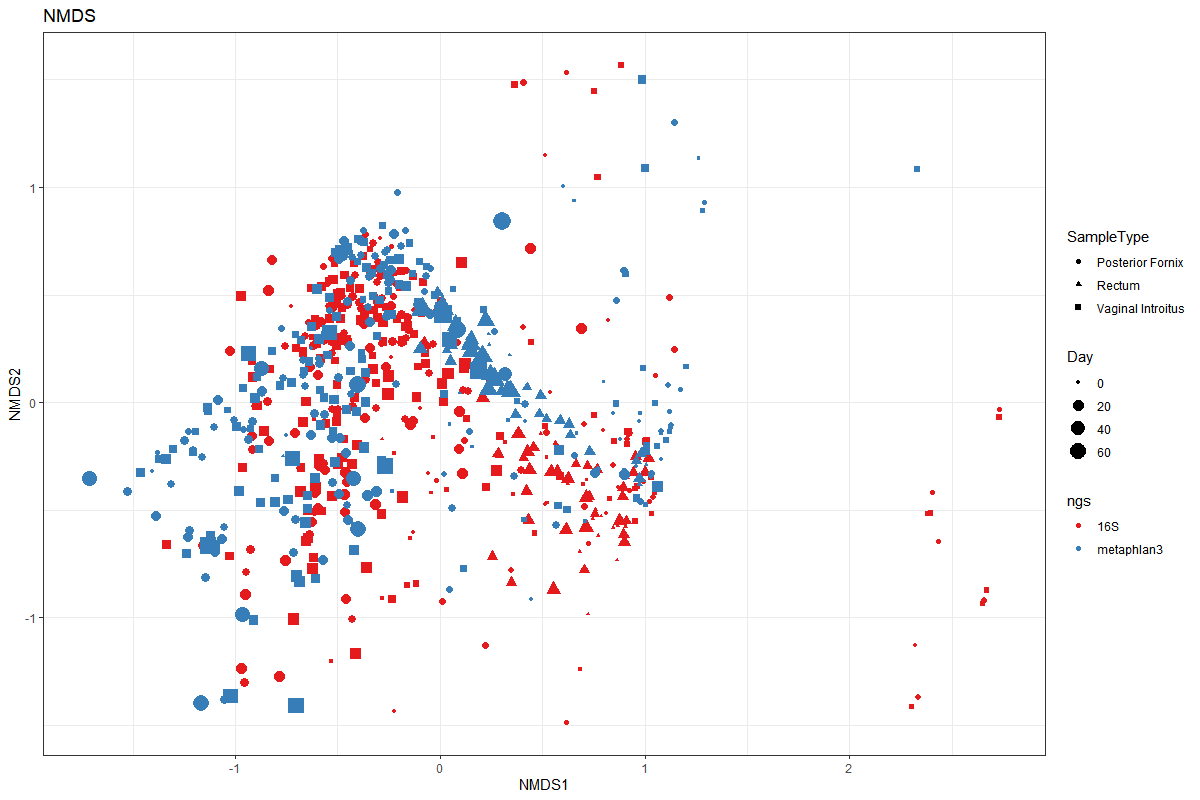 NMDS
1
0
-1
NMDS2
-1
0
1
2
NMDS1
SampleType
Posterior Fornix
Rectum
Vaginal Introitus
Day
0
20
40
60
ngs
16S
metaphlan3